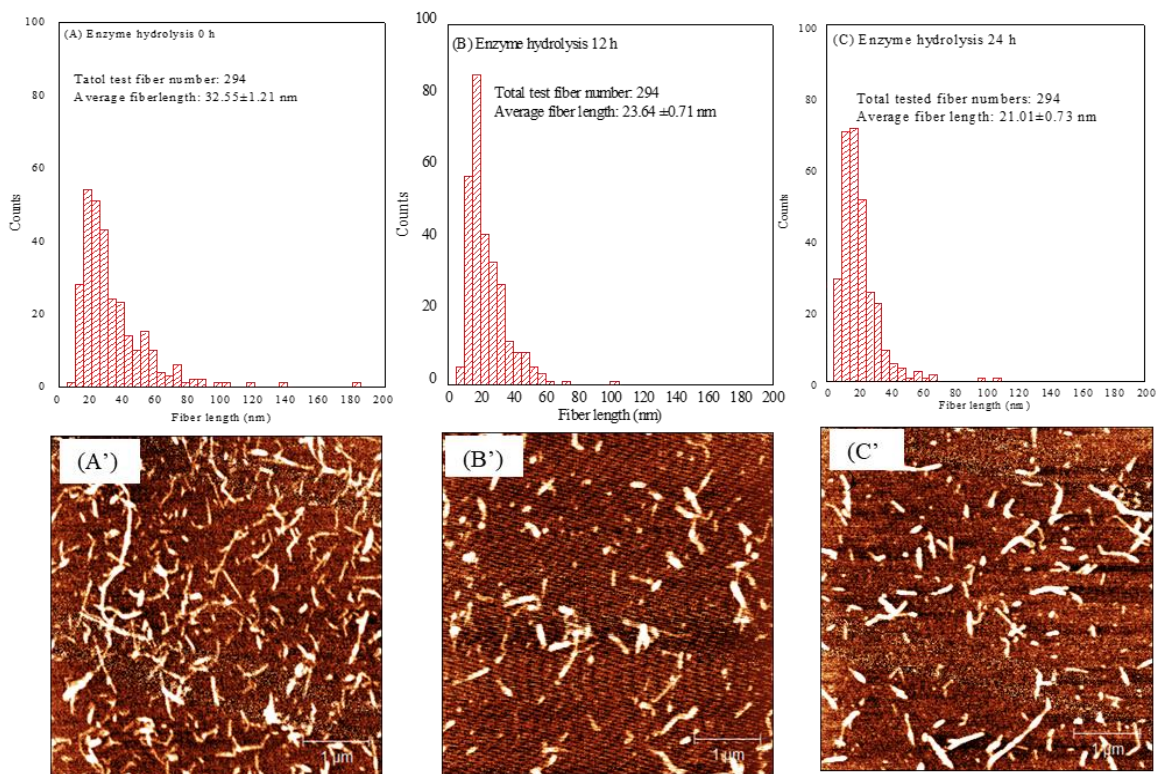 (A) Enzyme hydrolysis 0 h
Tatol test fiber number: 294
Average fiberlength: 32.55±1.21 nm
100
80
60
40
20
0
Counts
0 20 40 60 80 100 120 140 160 180 200
Fiber length (nm)
(B) Enzyme hydrolysis 12 h
Total test fiber number: 294
Average fiber length: 23.64 ±0.71 nm
100
80
60
40
20
0
Counts
0 20 40 60 80 100 120 140 160 180 200
Fiber length (nm)
(C) Enzyme hydrolysis 24 h
Total tested fiber numbers: 294
Average fiber length: 21.01±0.73 nm
100
80
60
40
20
0
Counts
0 20 40 60 80 100 120 140 160 180 200
Fiber length (nm)
(A’)
1 μm
(B’)
1 μm
(C’
1 μm